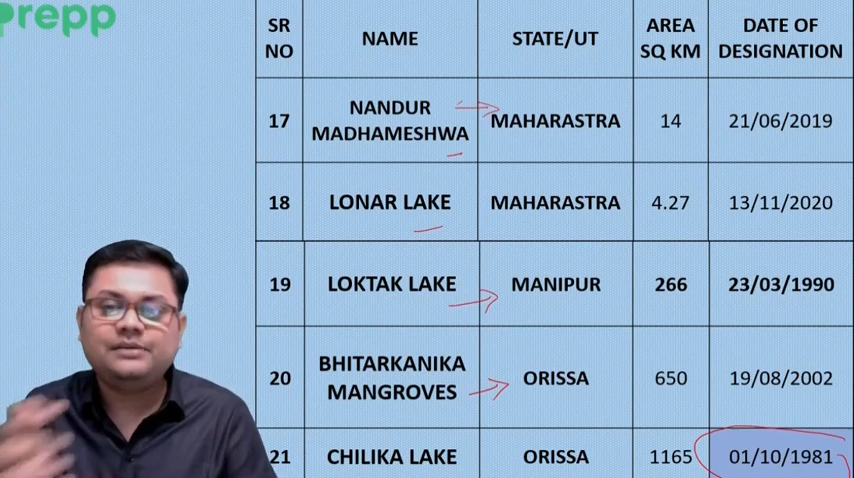 Prepp
SR NO NAME STATE/UT AREA SQ KM DATE OF DESIGNATION
17 NANDUR MADHAMESHWA MAHARASTRA 14 21/06/2019
18 LONAR LAKE MAHARASTRA 4.27 13/11/2020
19 LOKTAK LAKE MANIPUR 266 23/03/1990
20 BHITARKANIKA MANGROVES ORISSA 650 19/08/2002
21 CHILIKA LAKE ORISSA 1165 01/10/1981